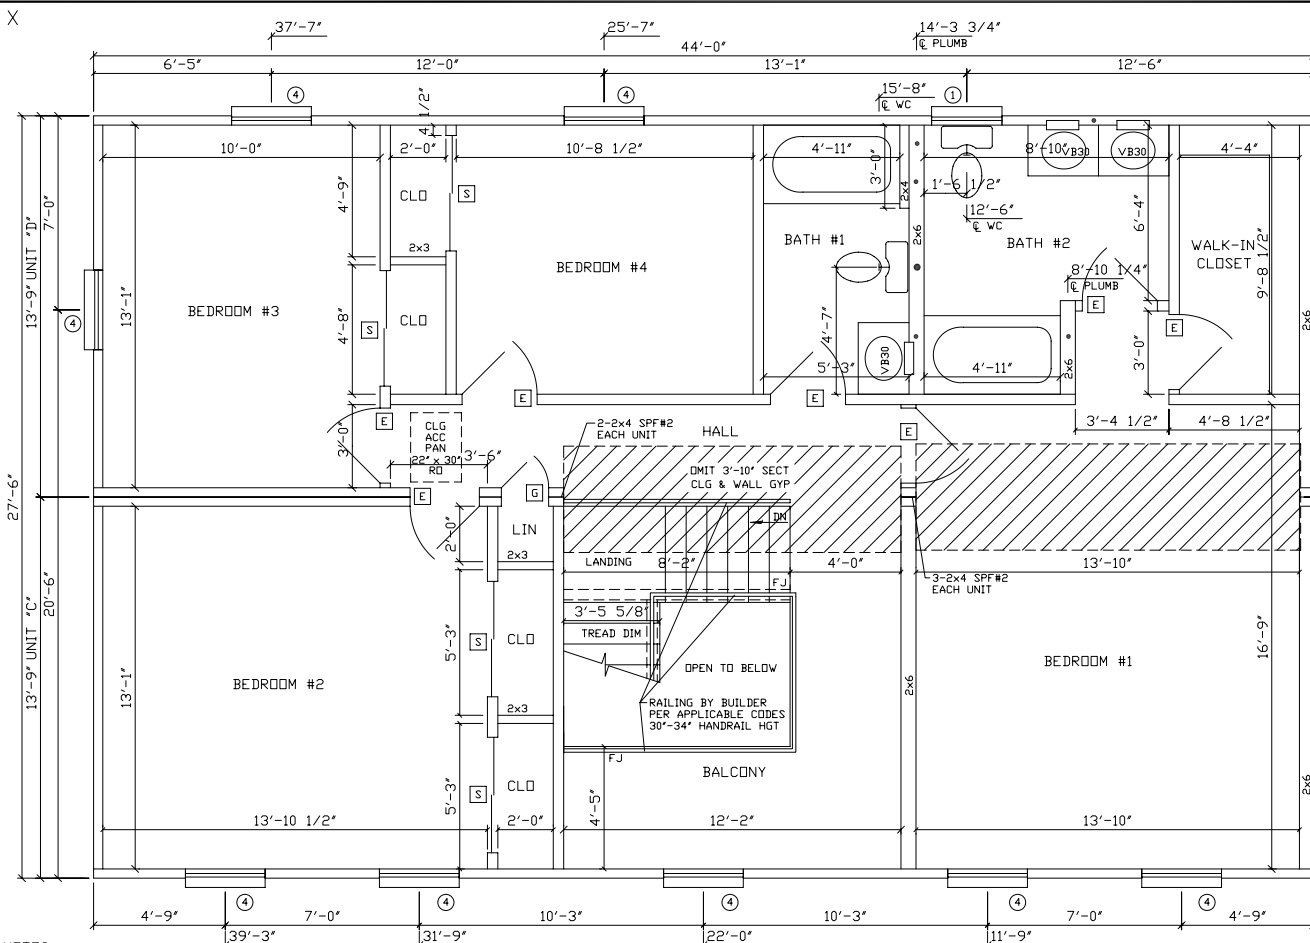 X
37'-7"
25'-7"
14'-3 3/4"
℄ PLUMB
44'-0"
6'-5"
12'-0"
13'-1"
12'-6"
15'-8"
℄ WC
4
4
1
4 1/2"
10'-0"
2'-0"
10'-8 1/2"
4'-11"
3'-0"
8'-10"
VB30
VB30
4'-4"
4'-9"
CLO
S
2x4
1'-6 1/2"
12'-6"
℄ WC
6'-4"
7'-0"
13'-9" UNIT "D"
2x3
BATH #1
2x6
BATH #2
WALK-IN
CLOSET
9'-8 1/2"
BEDROOM #4
8'-10 1/4"
℄ PLUMB
E
13'-1"
BEDROOM #3
4'-8"
CLO
S
4
4'-7"
E
2x6
5'-3"
VB30
4'-11"
2x6
3'-0"
E
E
E
CLG
ACC
PAN
22" x 30"
RO
3'-0"
3'-6"
2-2x4 SPF#2
EACH UNIT
HALL
E
3'-4 1/2"
4'-8 1/2"
OMIT 3'-10" SECT
CLG & WALL GYP
27'-6"
E
G
2'-0"
LIN
DN
2x3
LANDING
8'-2"
4'-0"
13'-10"
FJ
3-2x4 SPF#2
EACH UNIT
13'-9" UNIT "C"
20'-6"
3'-5 5/8"
TREAD DIM
5'-3"
S
CLO
OPEN TO BELOW
16'-9"
BEDROOM #1
13'-1"
BEDROOM #2
2x6
2x3
RAILING BY BUILDER
PER APPLICABLE CODES
30"-34" HANDRAIL HGT
FJ
BALCONY
5'-3"
S
CLO
2x6
4'-5"
13'-10 1/2"
2'-0"
12'-2"
13'-10"
4
4
4
4
4
4'-9"
7'-0"
10'-3"
10'-3"
7'-0"
4'-9"
39'-3"
31'-9"
22'-0"
11'-9"